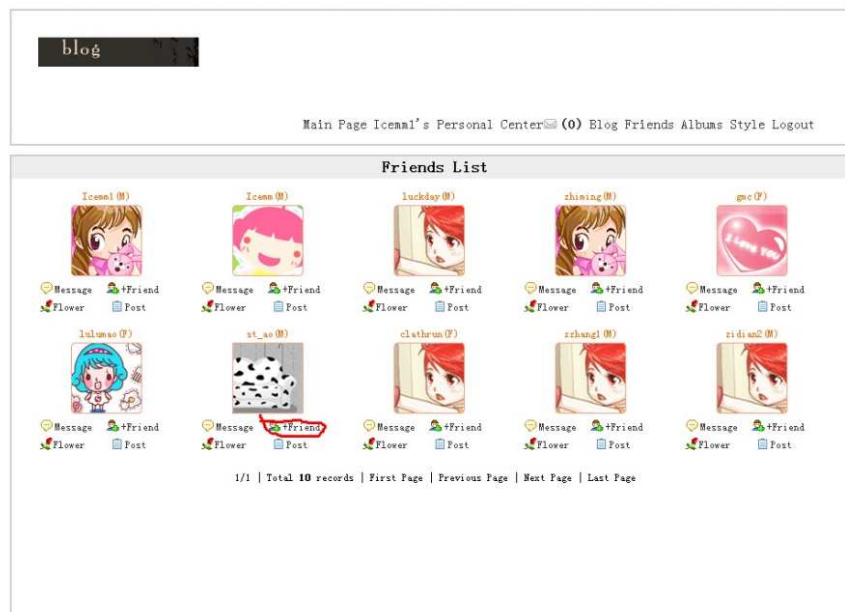 blog
Main Page Icemm1's Personal Center (0) Blog Friends Albums Style Logout
Friends List
Icemm1(M) Icemm(M) luckday(M) zhiming(M) gmc(F)
I Love You
Message +Friend Message +Friend Message +Friend Message +Friend Message +Friend
Flower Post Flower Post Flower Post Flower Post Flower Post
lulumao(F) st_ao(M) clathrun(F) zzhang1(M) zidian2(M)
Message +Friend Message +Friend Message +Friend Message +Friend Message +Friend
Flower Post Flower Post Flower Post Flower Post Flower Post
1/1 | Total 10 records | First Page | Previous Page | Next Page | Last Page